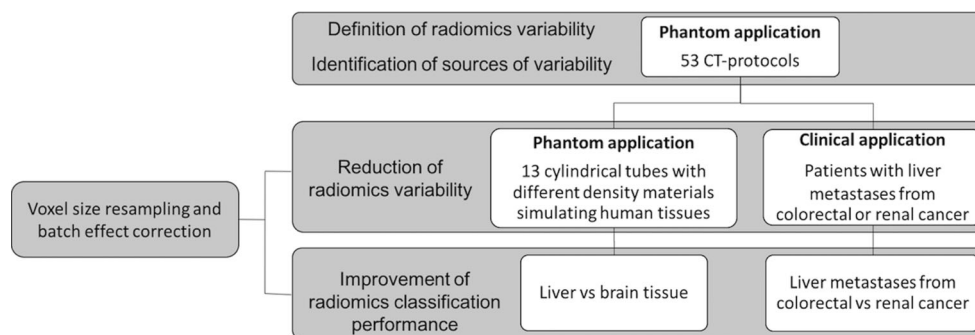 Definition of radiomics variability
Identification of sources of variability
Phantom application
53 CT-protocols
Voxel size resampling and
batch effect correction
Reduction of
radiomics variability
Phantom application
13 cylindrical tubes with
different density materials
simulating human tissues
Clinical application
Patients with liver
metastases from
colorectal or renal cancer
Improvement of
radiomics classification
performance
Liver vs brain tissue
Liver metastases from
colorectal vs renal cancer